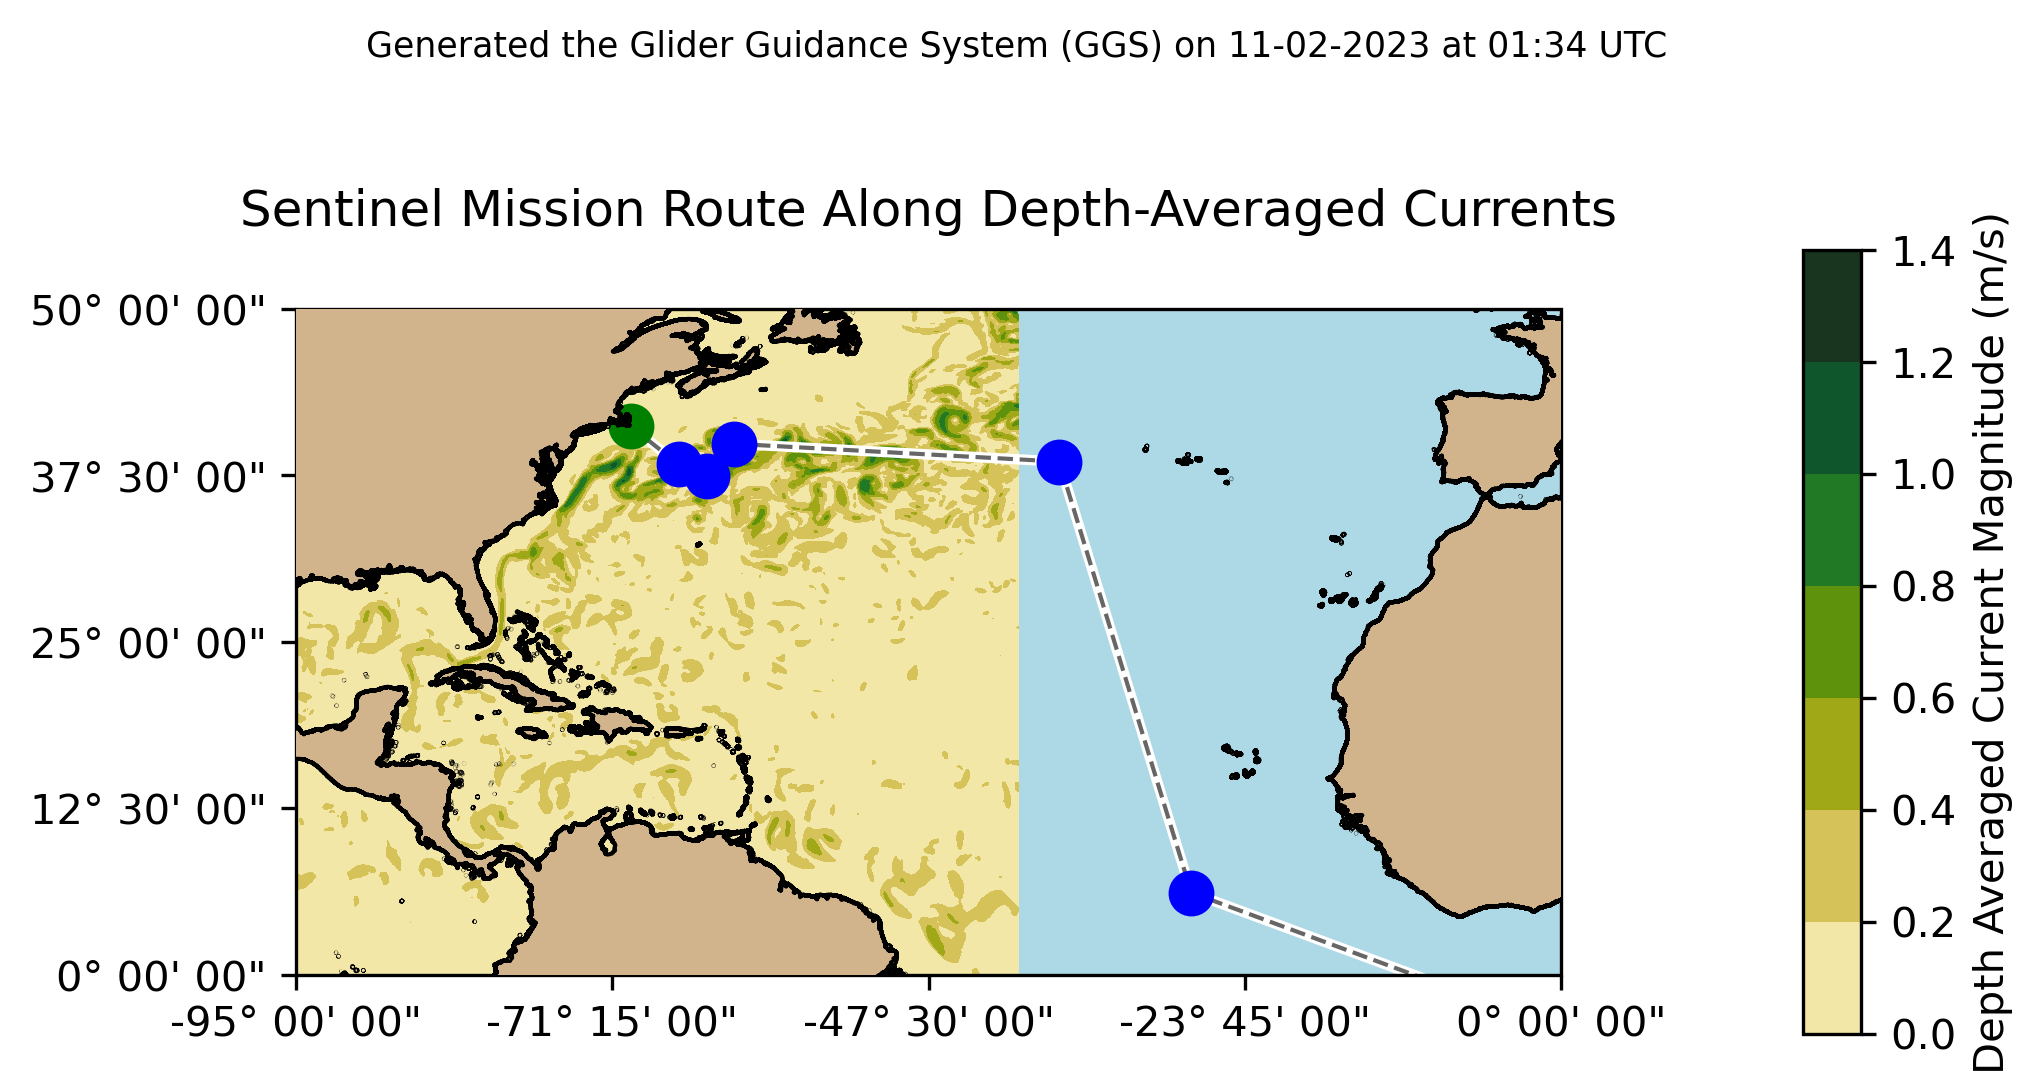 Generated the Glider Guidance System (GGS) on 11-02-2023 at 01:34 UTC
Sentinel Mission Route Along Depth-Averaged Currents
50° 00' 00"
37° 30' 00"
25° 00' 00"
12° 30' 00"
0° 00' 00"
-95° 00' 00"
-71° 15' 00"
-47° 30' 00"
-23° 45' 00"
0° 00' 00"
1.4
1.2
1.0
0.8
0.6
0.4
0.2
0.0
Depth Averaged Current Magnitude (m/s)